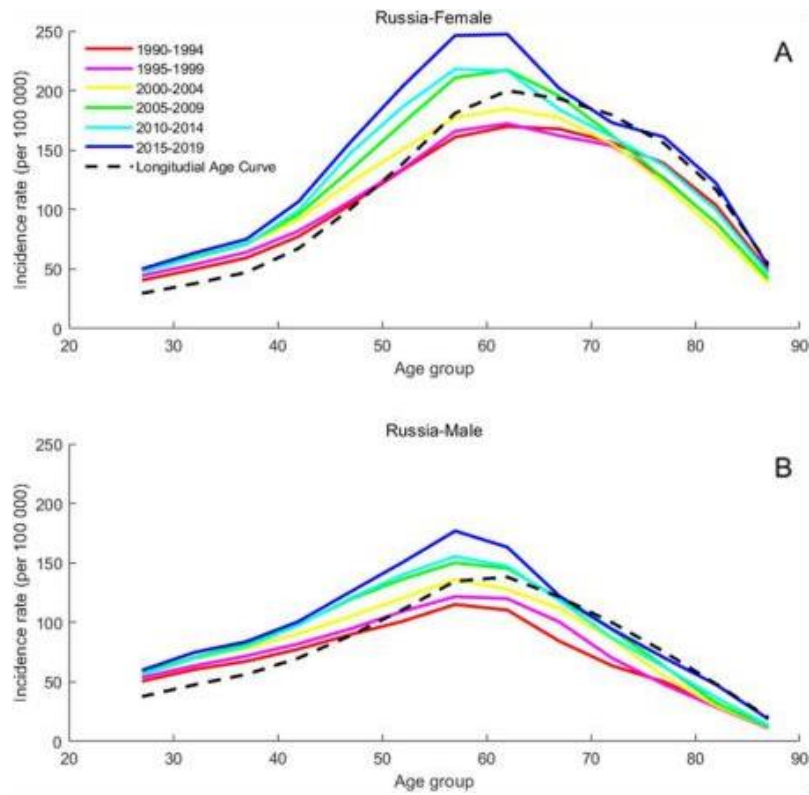 Russia-Female
A
250
200
150
100
50
0
Incidence rate (per 100 000)
1990-1994
1995-1999
2000-2004
2005-2009
2010-2014
2015-2019
Longitudial Age Curve
20 30 40 50 60 70 80 90
Age group
Russia-Male
B
250
200
150
100
50
0
Incidence rate (per 100 000)
20 30 40 50 60 70 80 90
Age group